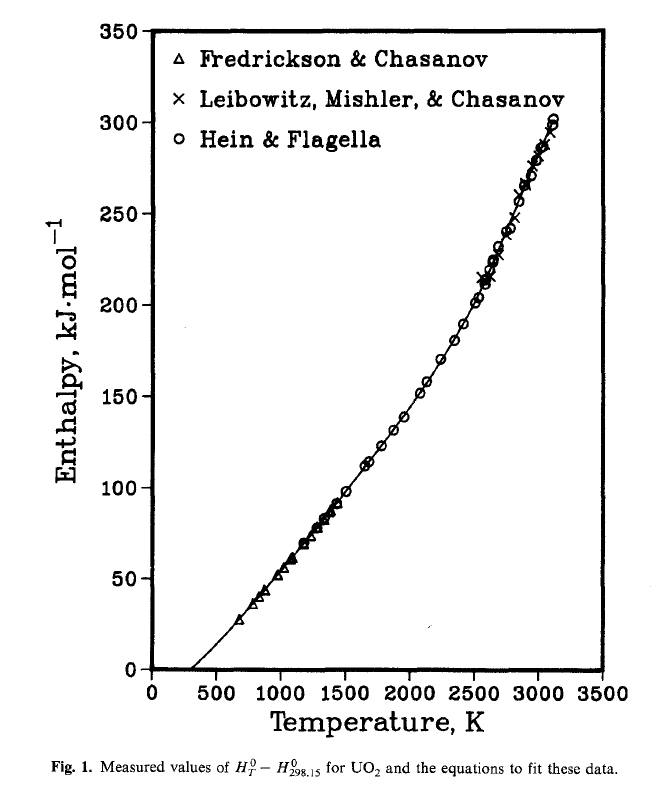 350
300
250
200
150
100
50
0
Enthalpy, kJ·mol⁻¹
△ Fredrickson & Chasanov
× Leibowitz, Mishler, & Chasanov
○ Hein & Flagella
0 500 1000 1500 2000 2500 3000 3500
Temperature, K
Fig. 1. Measured values of H⁰_T − H⁰_298.15 for UO₂ and the equations to fit these data.